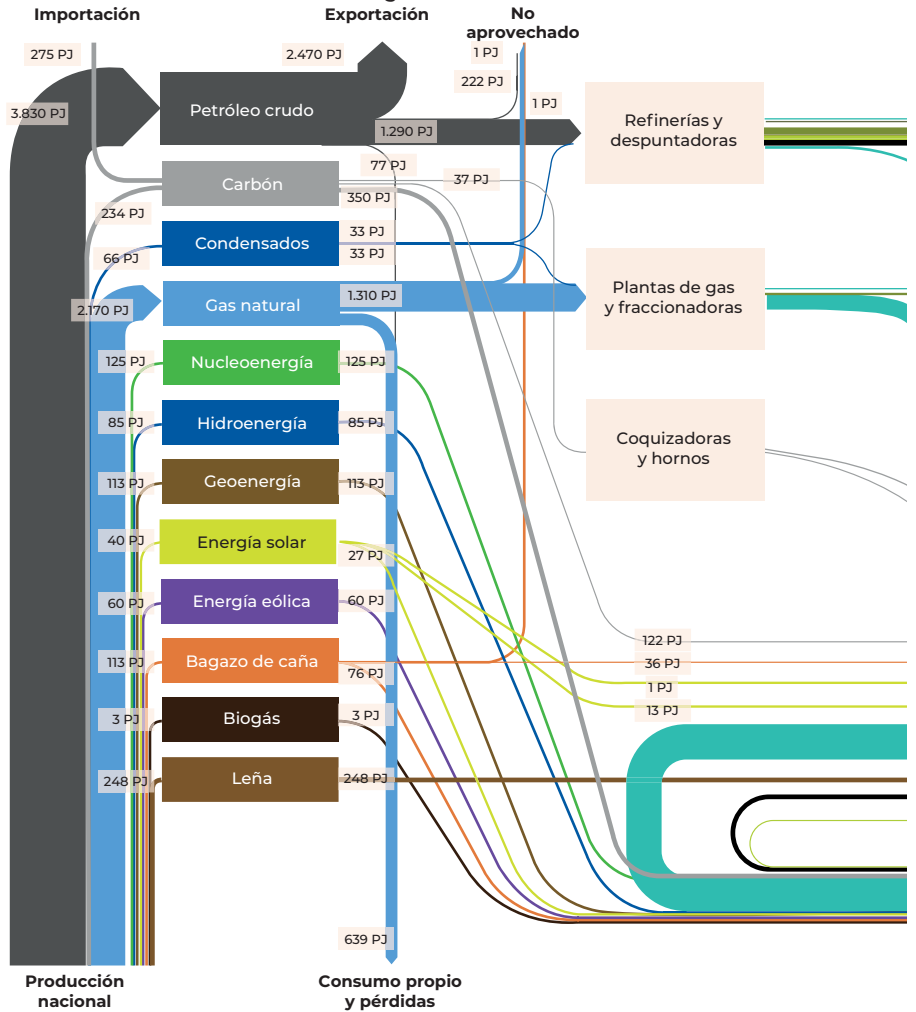 Importación
Exportación
No
aprovechado
275 PJ
2.470 PJ
1 PJ
222 PJ
1 PJ
3.830 PJ
Petróleo crudo
1.290 PJ
Refinerías y
despuntadoras
77 PJ
37 PJ
Carbón
350 PJ
234 PJ
Condensados
33 PJ
33 PJ
66 PJ
Gas natural
1.310 PJ
2.170 PJ
Plantas de gas
y fraccionadoras
125 PJ
Nucleoenergía
125 PJ
85 PJ
Hidroenergía
85 PJ
Coquizadoras
y hornos
113 PJ
Geoenergía
113 PJ
40 PJ
Energía solar
27 PJ
60 PJ
Energía eólica
60 PJ
122 PJ
113 PJ
Bagazo de caña
76 PJ
36 PJ
1 PJ
13 PJ
3 PJ
Biogás
3 PJ
248 PJ
Leña
248 PJ
639 PJ
Producción
nacional
Consumo propio
y pérdidas